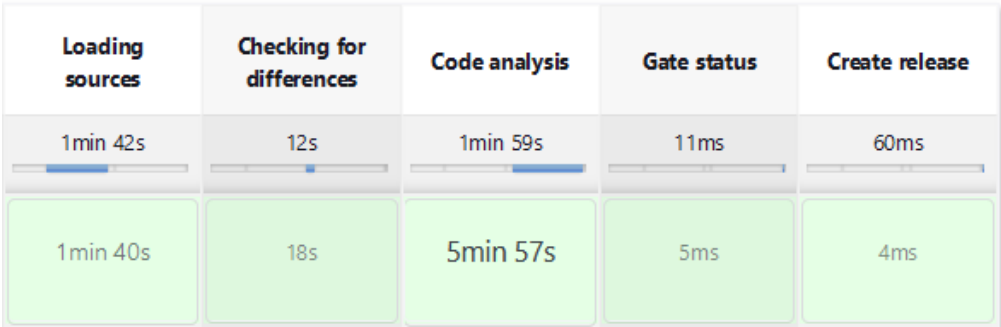 Loading
sources
Checking for
differences
Code analysis
Gate status
Create release
1min 42s
12s
1min 59s
11ms
60ms
1min 40s
18s
5min 57s
5ms
4ms